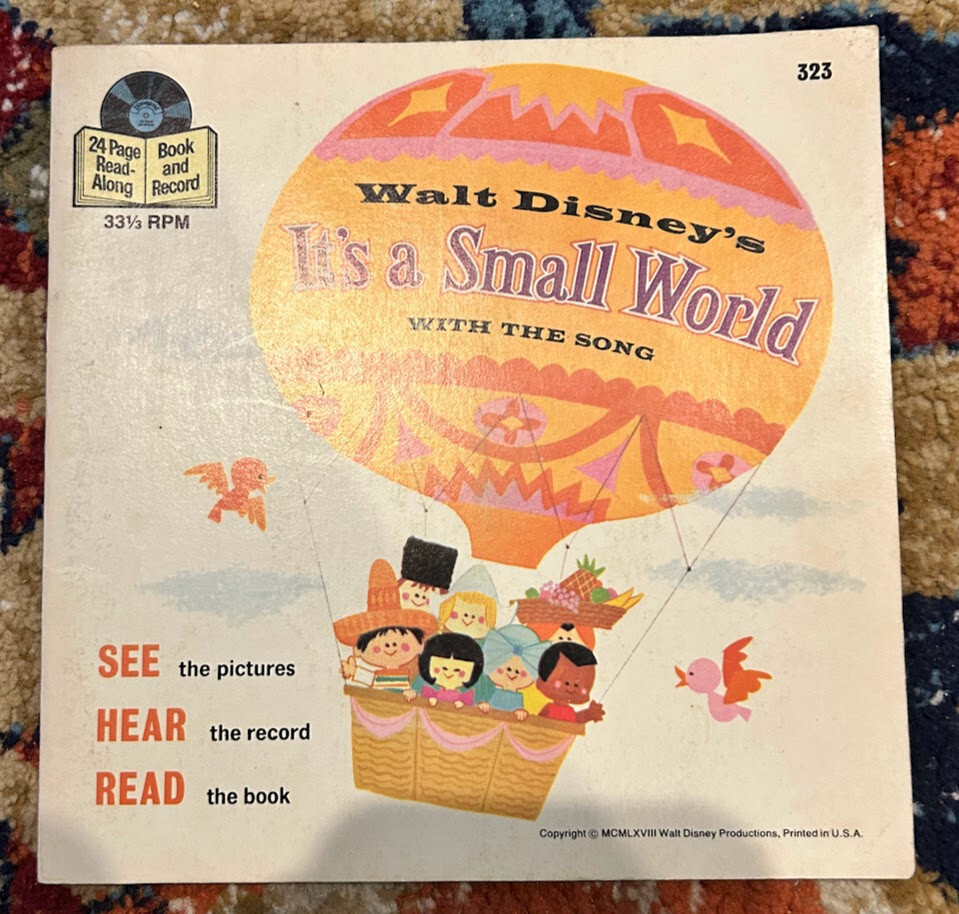 323
24 Page
Read-
Along
Book
and
Record
33⅓ RPM
Walt Disney's
It's a Small World
WITH THE SONG
SEE the pictures
HEAR the record
READ the book
Copyright © MCMLXVIII Walt Disney Productions, Printed in U.S.A.